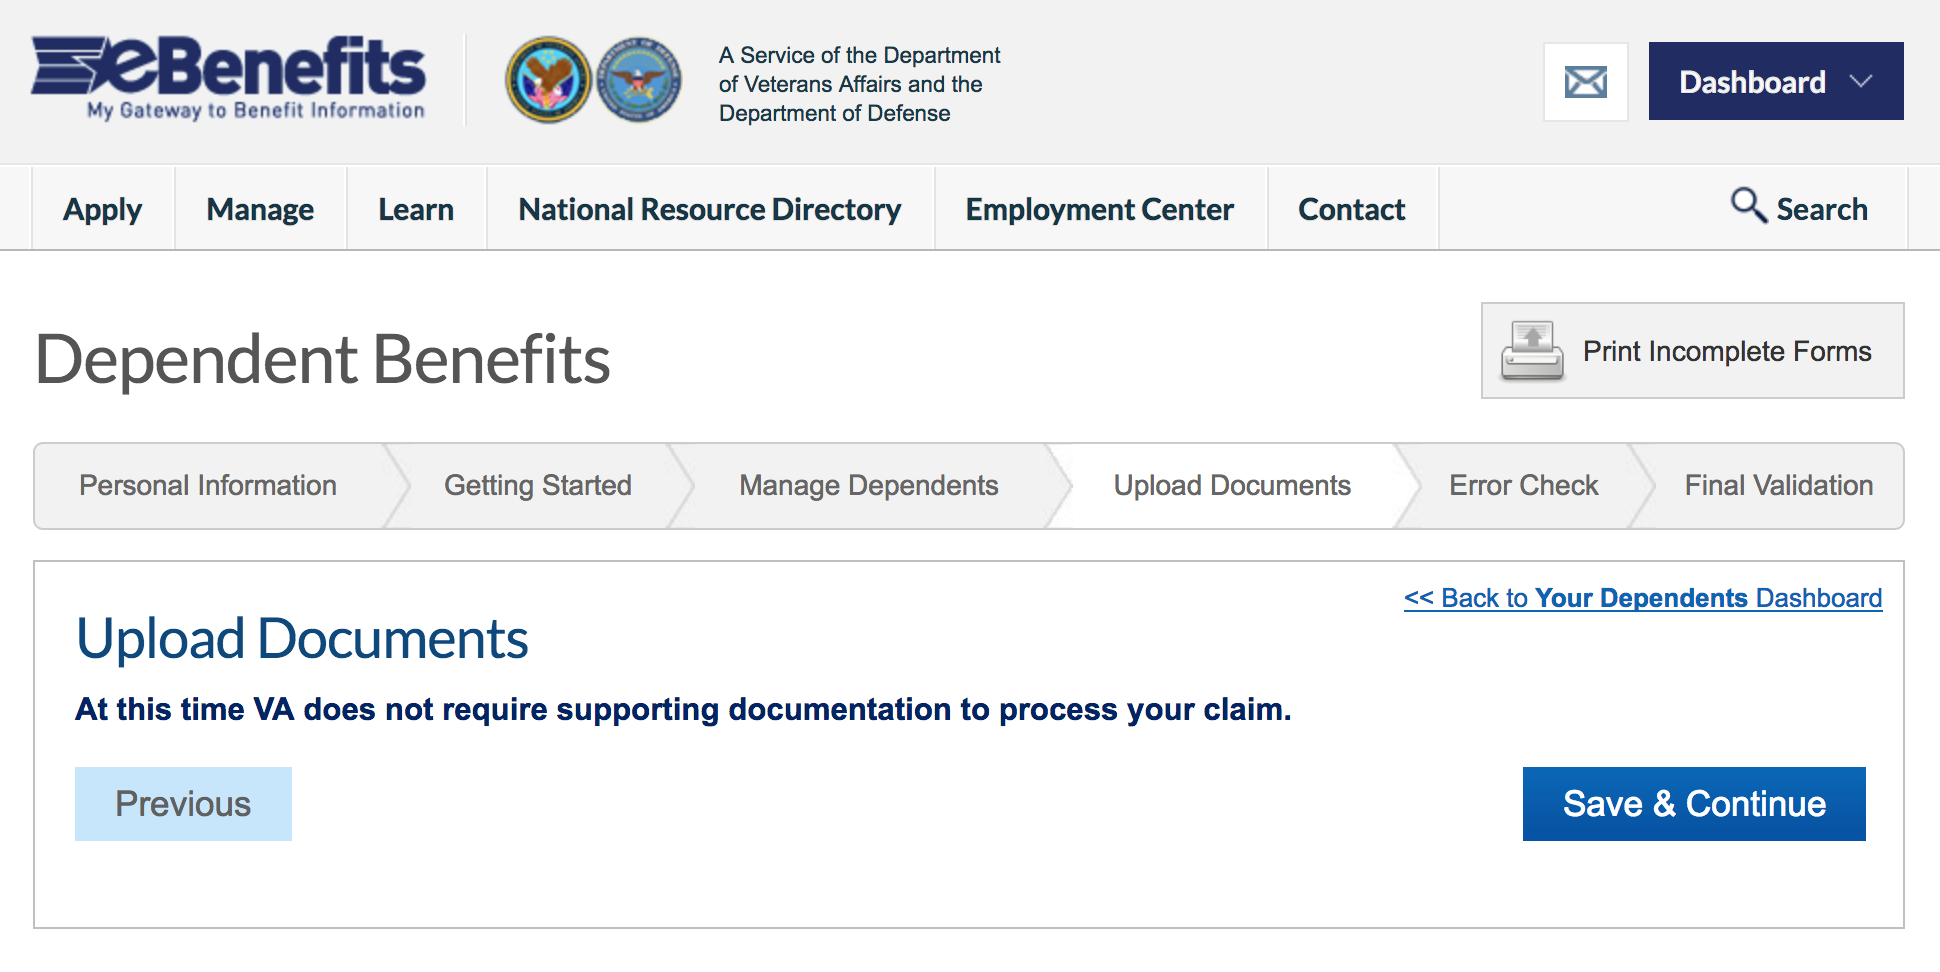 eBenefits
My Gateway to Benefit Information
A Service of the Department
of Veterans Affairs and the
Department of Defense
Dashboard
Apply
Manage
Learn
National Resource Directory
Employment Center
Contact
Search
Dependent Benefits
Print Incomplete Forms
Personal Information
Getting Started
Manage Dependents
Upload Documents
Error Check
Final Validation
<< Back to Your Dependents Dashboard
Upload Documents
At this time VA does not require supporting documentation to process your claim.
Previous
Save & Continue